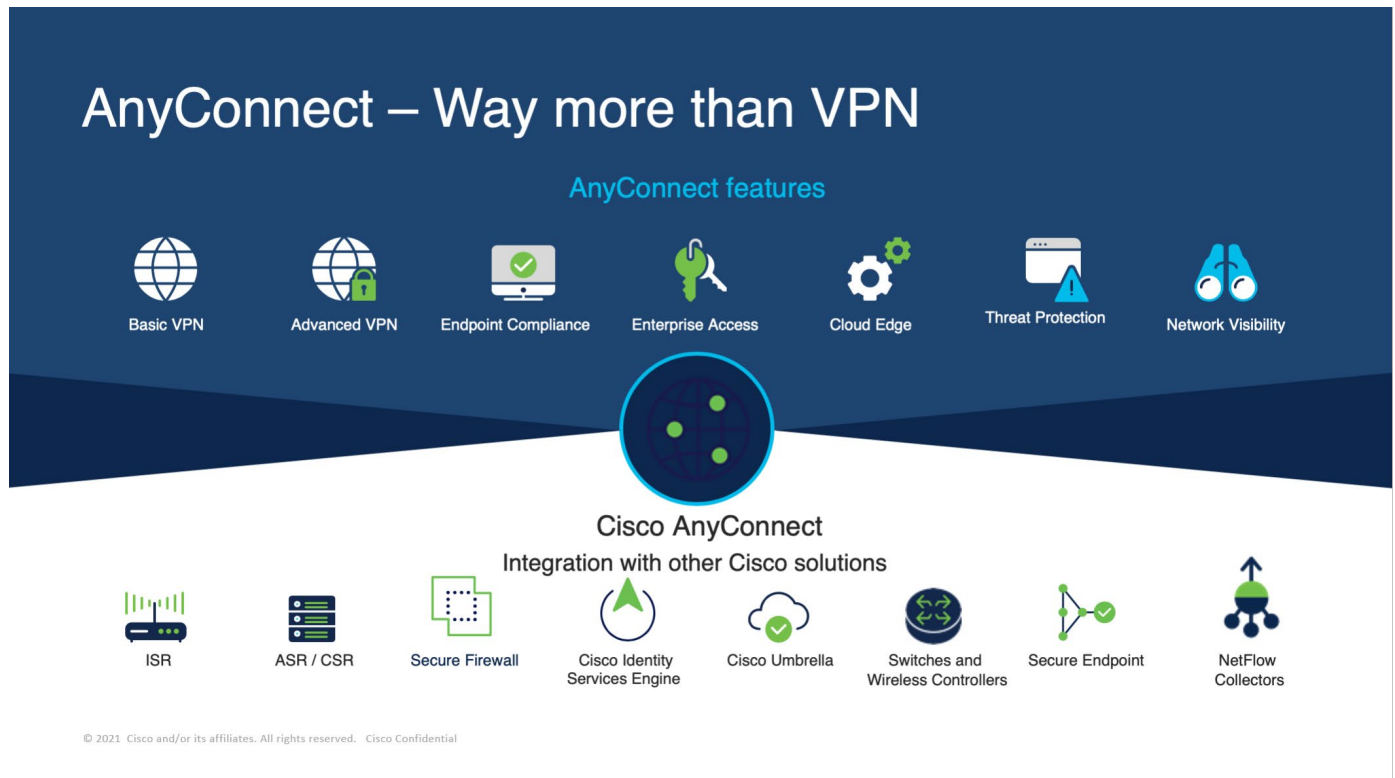 AnyConnect – Way more than VPN
AnyConnect features
Basic VPN
Advanced VPN
Endpoint Compliance
Enterprise Access
Cloud Edge
Threat Protection
Network Visibility
Cisco AnyConnect
Integration with other Cisco solutions
ISR
ASR / CSR
Secure Firewall
Cisco Identity
Services Engine
Cisco Umbrella
Switches and
Wireless Controllers
Secure Endpoint
NetFlow
Collectors
© 2021 Cisco and/or its affiliates. All rights reserved. Cisco Confidential